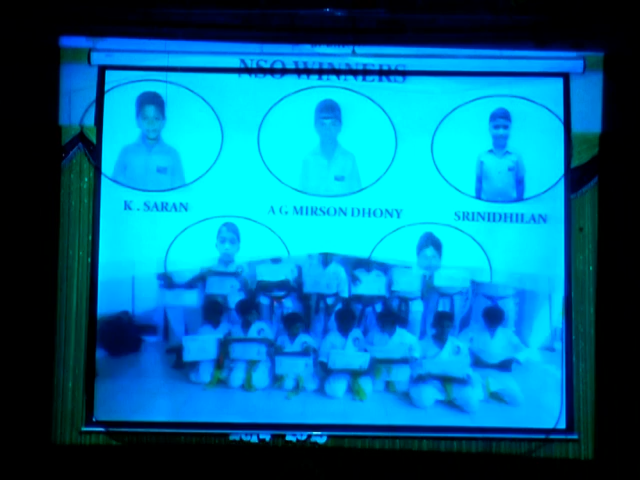 NSO WINNERS
K . SARAN
A G MIRSON DHONY
SRINIDHILAN